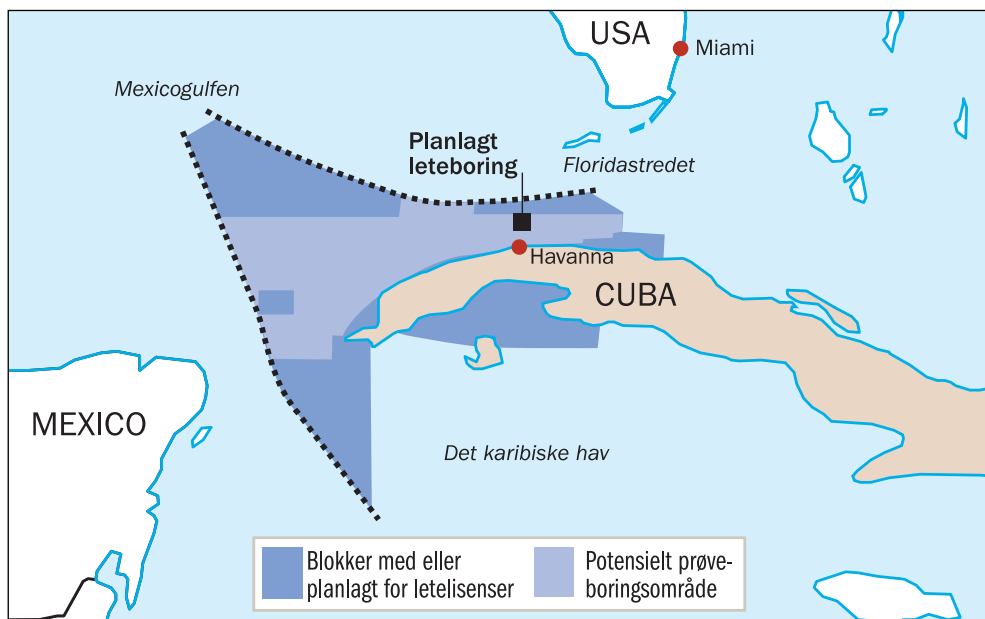 USA
Miami
Mexicogulfen
Planlagt
leteboring
Floridastredet
Havanna
CUBA
MEXICO
Det karibiske hav
Blokker med eller
planlagt for letelisenser
Potensielt prøve-
boringsområde